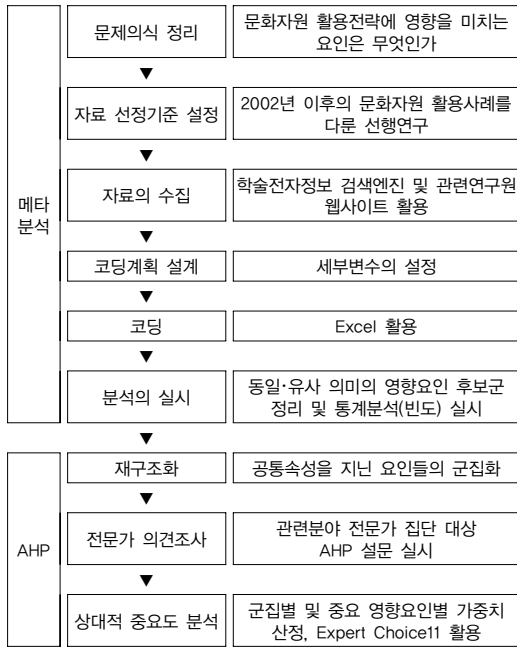 메타
분석
문제의식 정리
문화자원 활용전략에 영향을 미치는
요인은 무엇인가
▼
자료 선정기준 설정
2002년 이후의 문화자원 활용사례를
다룬 선행연구
▼
자료의 수집
학술전자정보 검색엔진 및 관련연구원
웹사이트 활용
▼
코딩계획 설계
세부변수의 설정
▼
코딩
Excel 활용
▼
분석의 실시
동일·유사 의미의 영향요인 후보군
정리 및 통계분석(빈도) 실시
▼
AHP
재구조화
공통속성을 지닌 요인들의 군집화
▼
전문가 의견조사
관련분야 전문가 집단 대상
AHP 설문 실시
▼
상대적 중요도 분석
군집별 및 중요 영향요인별 가중치
산정, Expert Choice11 활용